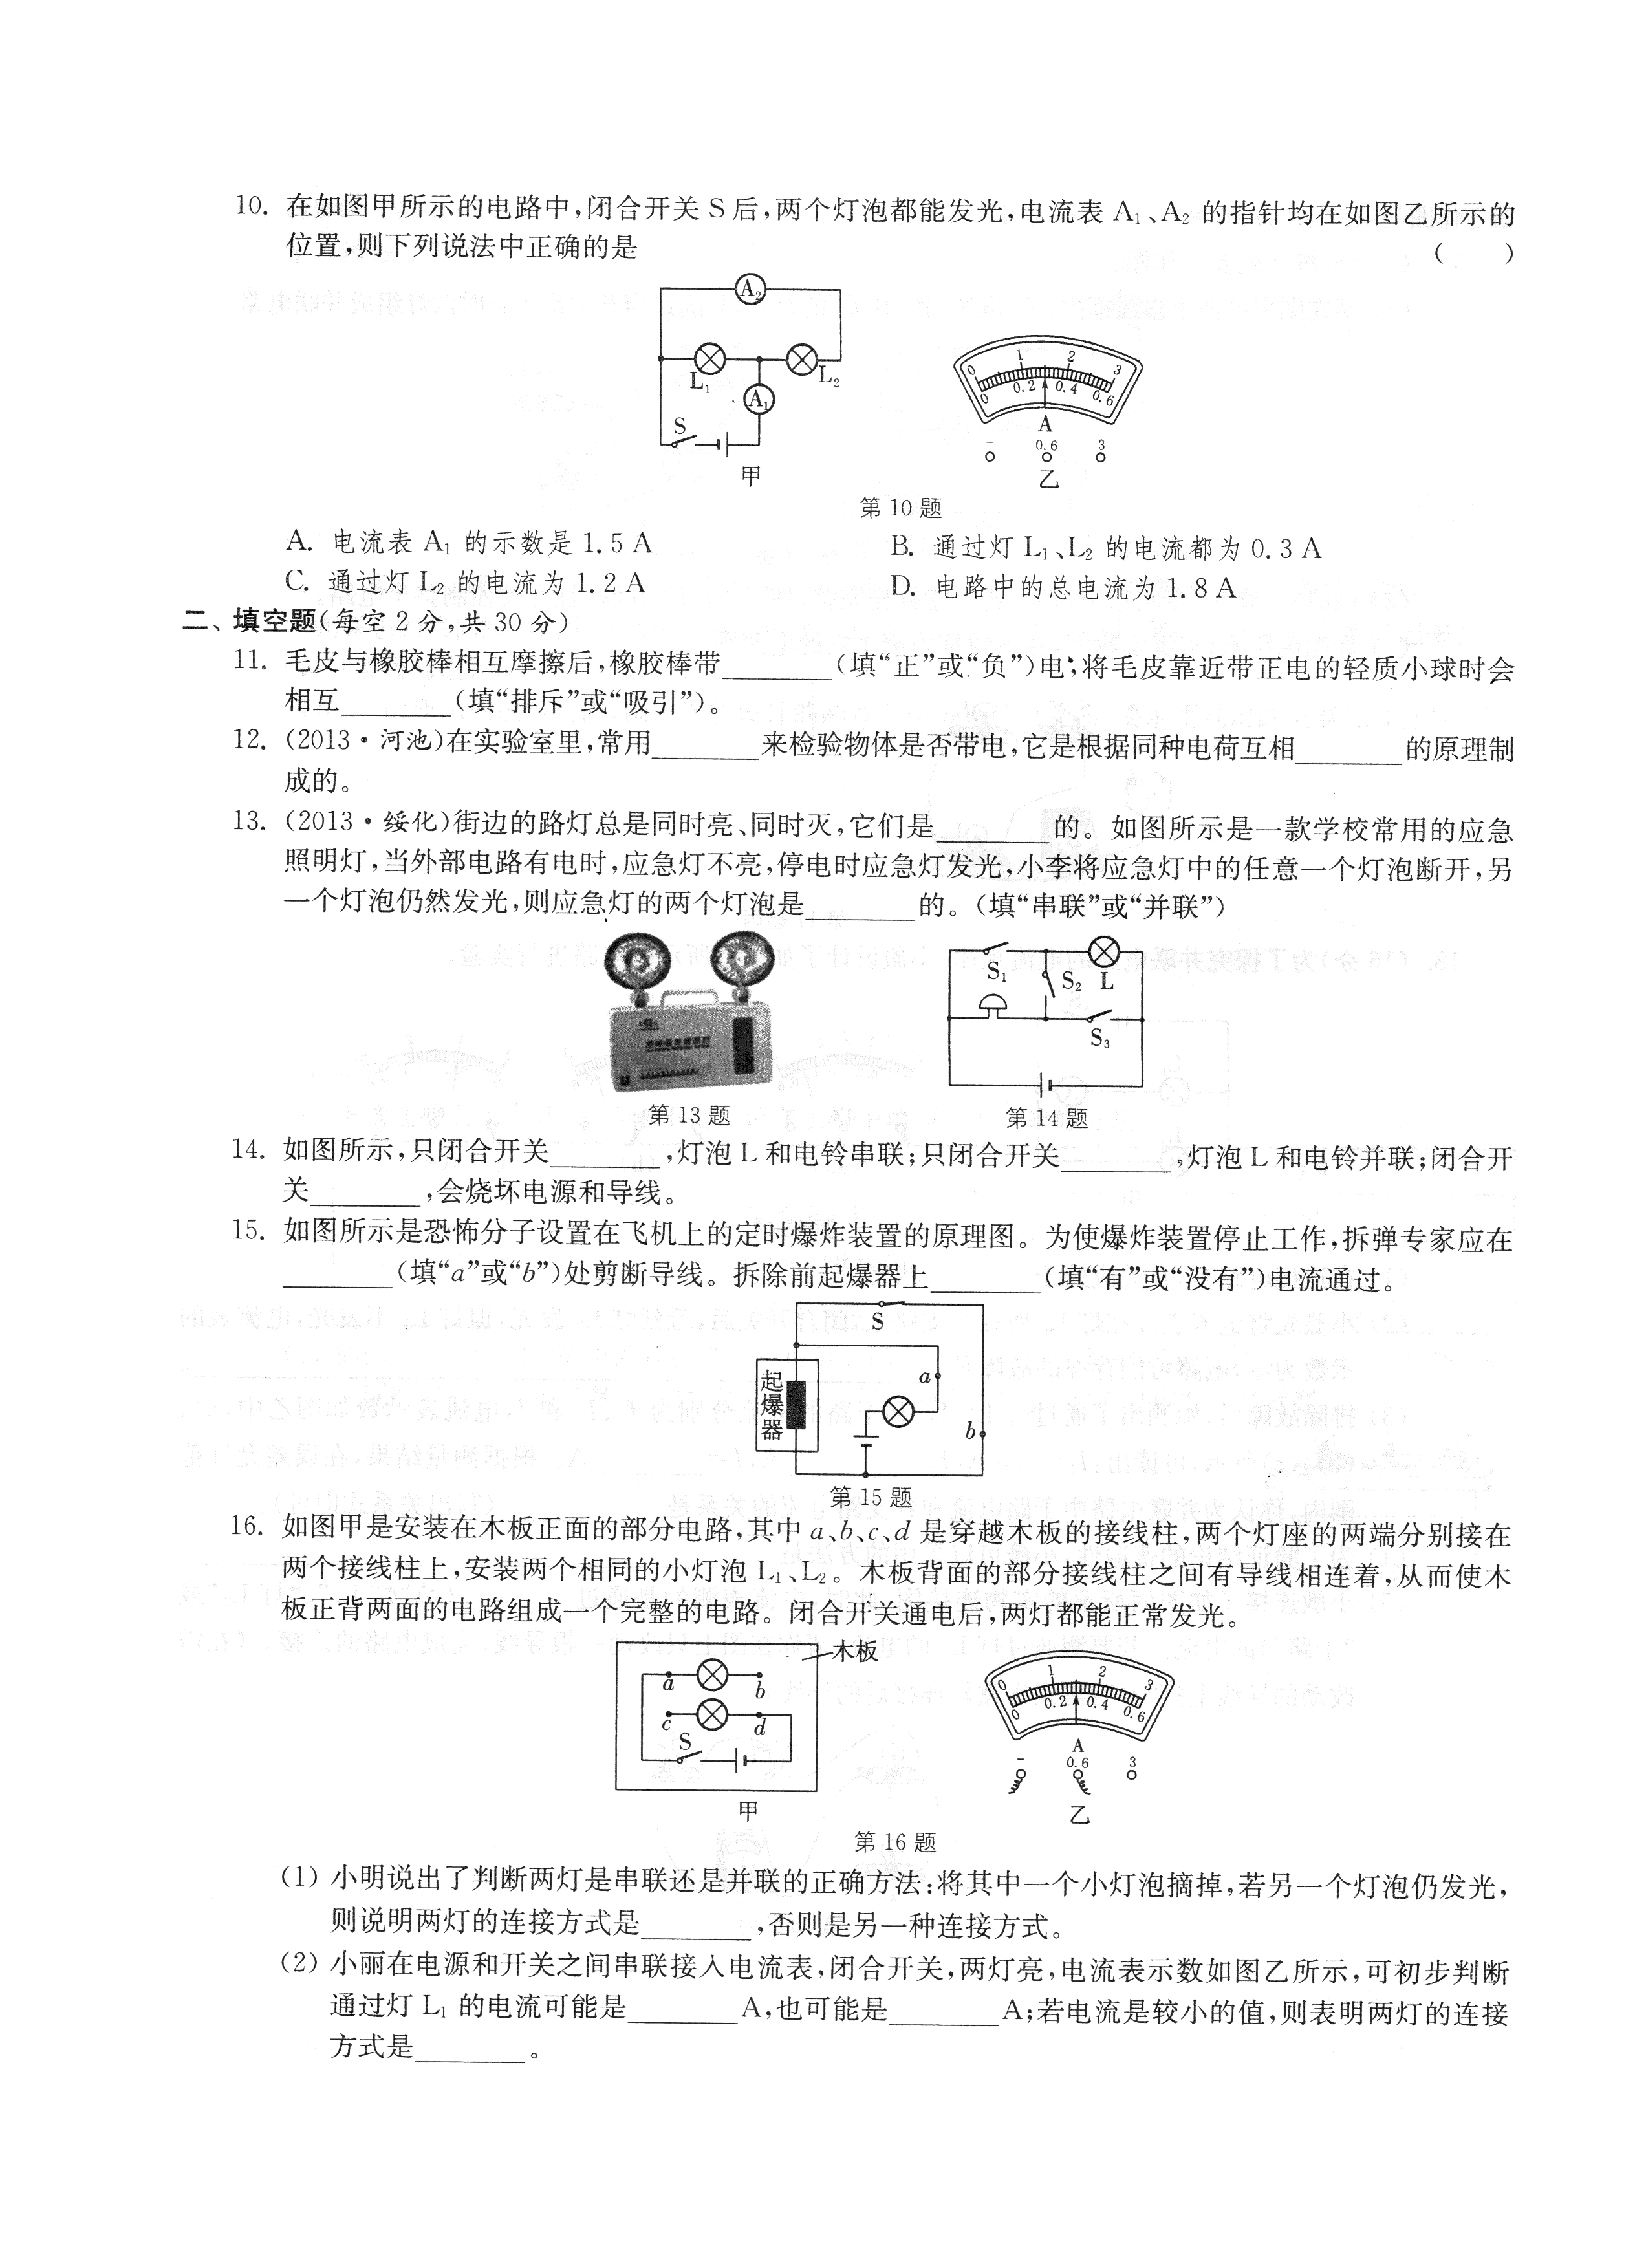 10. 在如图甲所示的电路中,闭合开关 S 后,两个灯泡都能发光,电流表 A₁、A₂ 的指针均在如图乙所示的
位置,则下列说法中正确的是 (　　)
A₂
L₁
L₂
A₁
S
甲
0 1 2 3
0 0.2 0.4 0.6
A
- 0.6 3
乙
第 10 题
A. 电流表 A₁ 的示数是 1.5 A
B. 通过灯 L₁、L₂ 的电流都为 0.3 A
C. 通过灯 L₂ 的电流为 1.2 A
D. 电路中的总电流为 1.8 A
二、填空题(每空 2 分,共 30 分)
11. 毛皮与橡胶棒相互摩擦后,橡胶棒带________(填“正”或“负”)电;将毛皮靠近带正电的轻质小球时会
相互________(填“排斥”或“吸引”)。
12. (2013·河池)在实验室里,常用________来检验物体是否带电,它是根据同种电荷互相________的原理制
成的。
13. (2013·绥化)街边的路灯总是同时亮、同时灭,它们是________的。如图所示是一款学校常用的应急
照明灯,当外部电路有电时,应急灯不亮,停电时应急灯发光,小李将应急灯中的任意一个灯泡断开,另
一个灯泡仍然发光,则应急灯的两个灯泡是________的。(填“串联”或“并联”)
S₁
S₂ L
S₃
第 13 题
第 14 题
14. 如图所示,只闭合开关________,灯泡 L 和电铃串联;只闭合开关________,灯泡 L 和电铃并联;闭合开
关________,会烧坏电源和导线。
15. 如图所示是恐怖分子设置在飞机上的定时爆炸装置的原理图。为使爆炸装置停止工作,拆弹专家应在
________(填“a”或“b”)处剪断导线。拆除前起爆器上________(填“有”或“没有”)电流通过。
S
起爆器
a
b
第 15 题
16. 如图甲是安装在木板正面的部分电路,其中 a、b、c、d 是穿越木板的接线柱,两个灯座的两端分别接在
两个接线柱上,安装两个相同的小灯泡 L₁、L₂。木板背面的部分接线柱之间有导线相连着,从而使木
板正背两面的电路组成一个完整的电路。闭合开关通电后,两灯都能正常发光。
木板
a b
c d
S
甲
0 1 2 3
0 0.2 0.4 0.6
A
- 0.6 3
乙
第 16 题
(1) 小明说出了判断两灯是串联还是并联的正确方法:将其中一个小灯泡摘掉,若另一个灯泡仍发光,
则说明两灯的连接方式是________,否则是另一种连接方式。
(2) 小丽在电源和开关之间串联接入电流表,闭合开关,两灯亮,电流表示数如图乙所示,可初步判断
通过灯 L₁ 的电流可能是________A,也可能是________A;若电流是较小的值,则表明两灯的连接
方式是________。